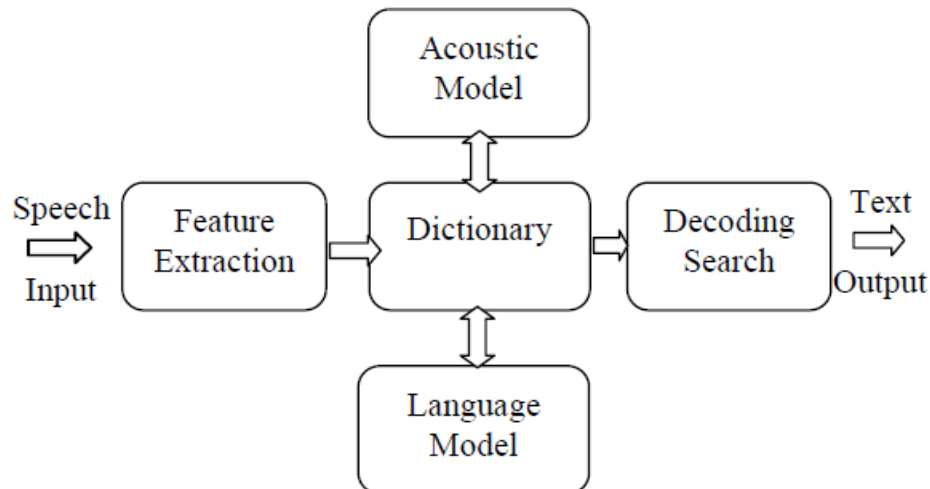 Acoustic
Model
Speech
Input
Feature
Extraction
Dictionary
Decoding
Search
Text
Output
Language
Model